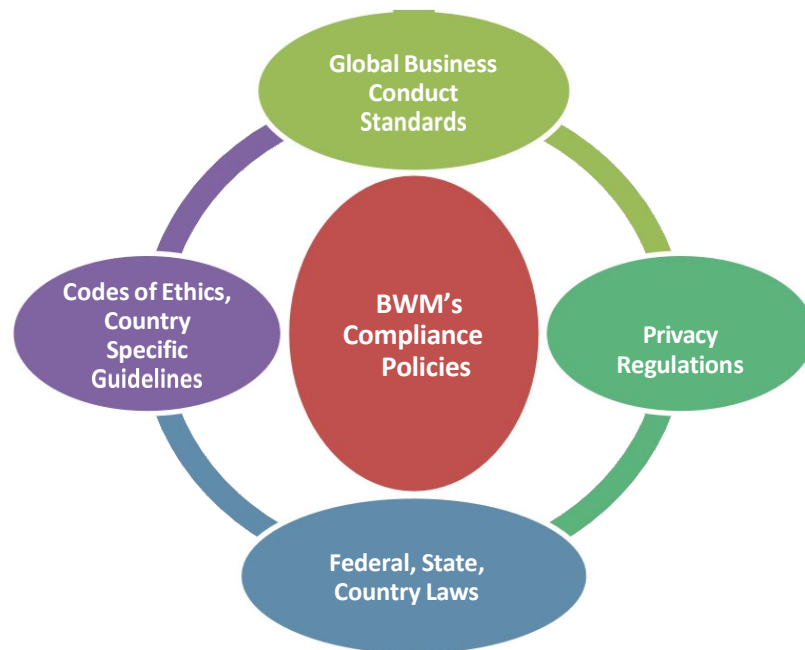 Global Business
Conduct
Standards
Codes of Ethics,
Country
Specific
Guidelines
BWM’s
Compliance
Policies
Privacy
Regulations
Federal, State,
Country Laws